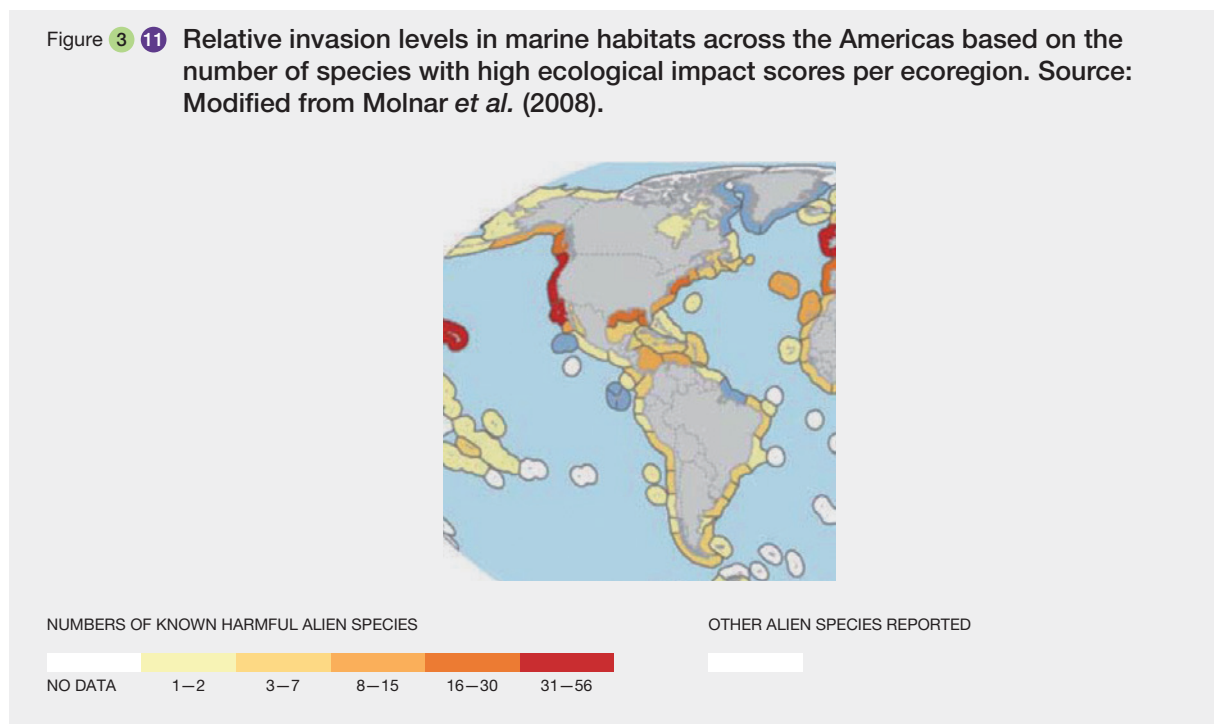 Figure 3 11 Relative invasion levels in marine habitats across the Americas based on the
number of species with high ecological impact scores per ecoregion. Source:
Modified from Molnar et al. (2008).
NUMBERS OF KNOWN HARMFUL ALIEN SPECIES
NO DATA 1—2 3—7 8—15 16—30 31—56
OTHER ALIEN SPECIES REPORTED